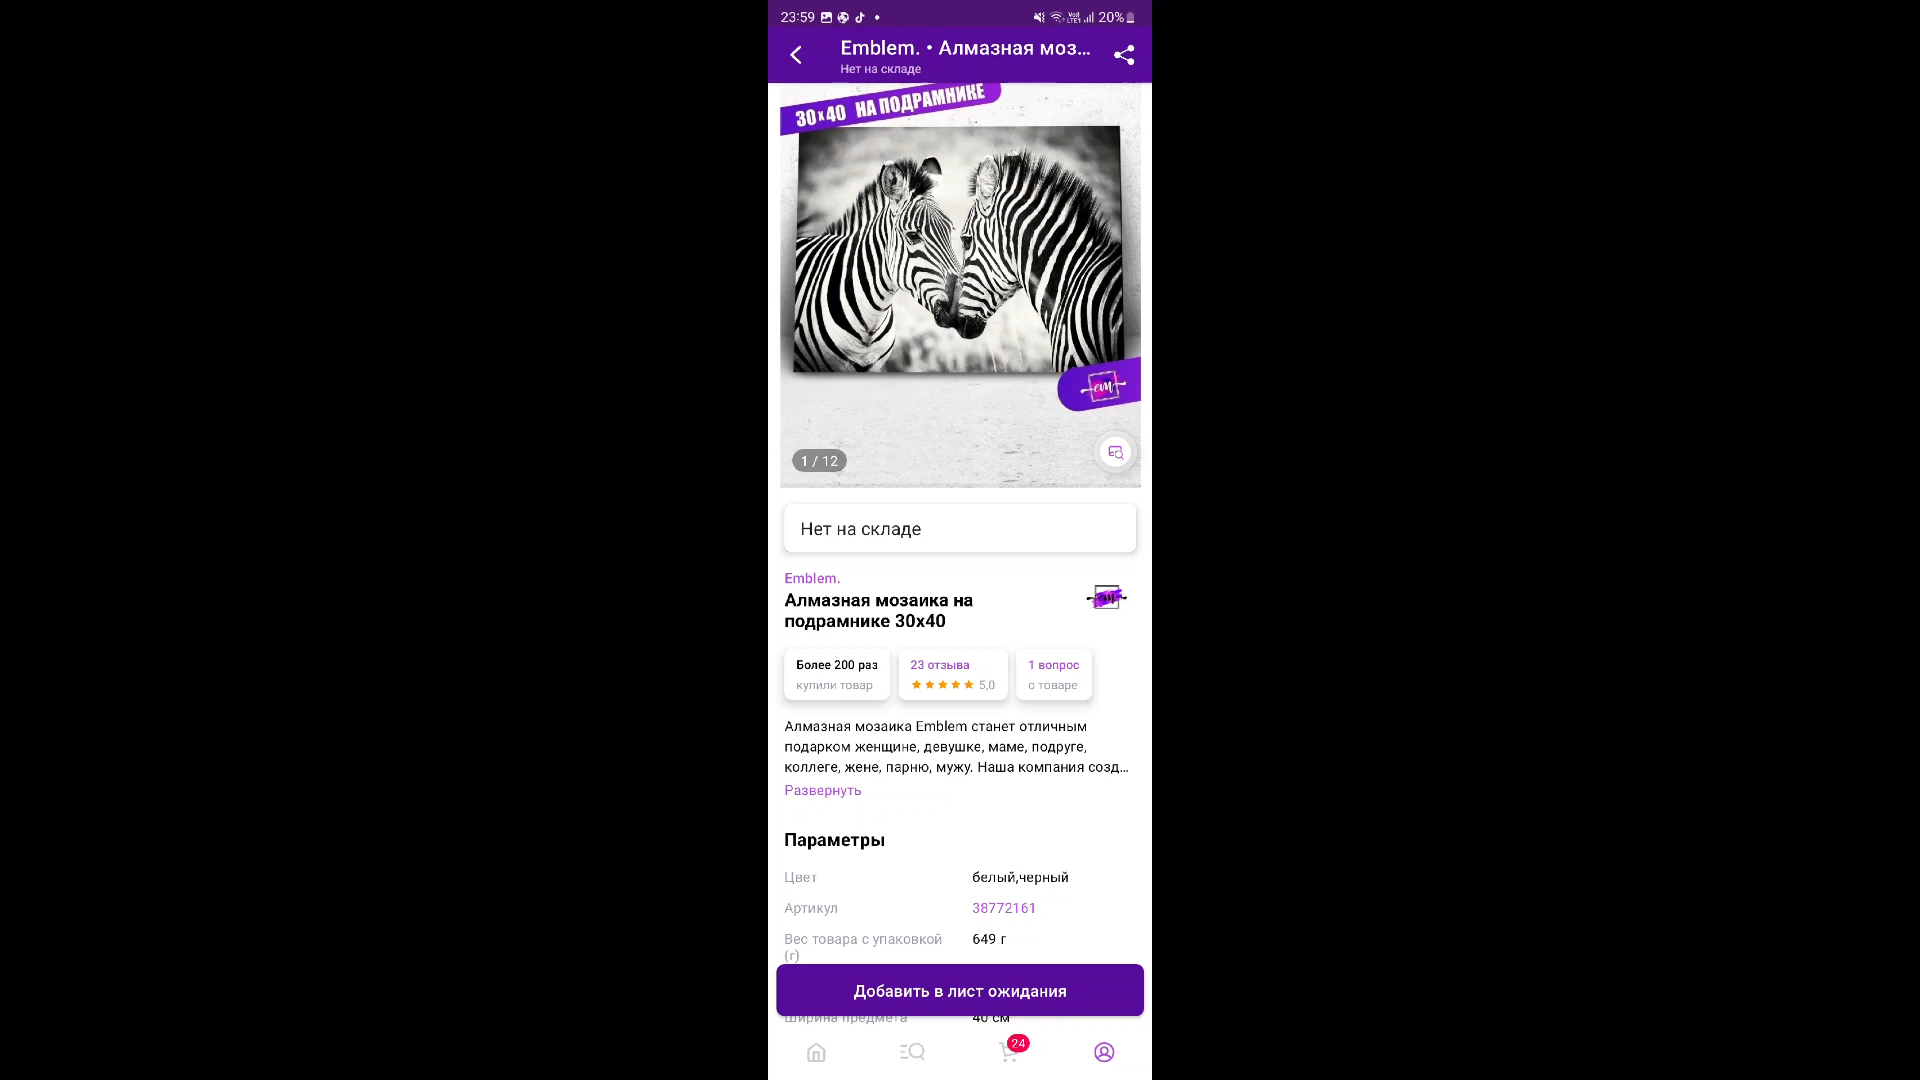 23:59
20%
Emblem. • Алмазная моз...
Нет на складе
30x40 НА ПОДРАМНИКЕ
em
1 / 12
Нет на складе
Emblem.
Алмазная мозаика на
подрамнике 30х40
Более 200 раз
купили товар
23 отзыва
5,0
1 вопрос
о товаре
Алмазная мозаика Emblem станет отличным
подарком женщине, девушке, маме, подруге,
коллеге, жене, парню, мужу. Наша компания созд...
Развернуть
Параметры
Цвет белый,черный
Артикул 38772161
Вес товара с упаковкой 649 г
(г)
Добавить в лист ожидания
Ширина предмета 40 см
24